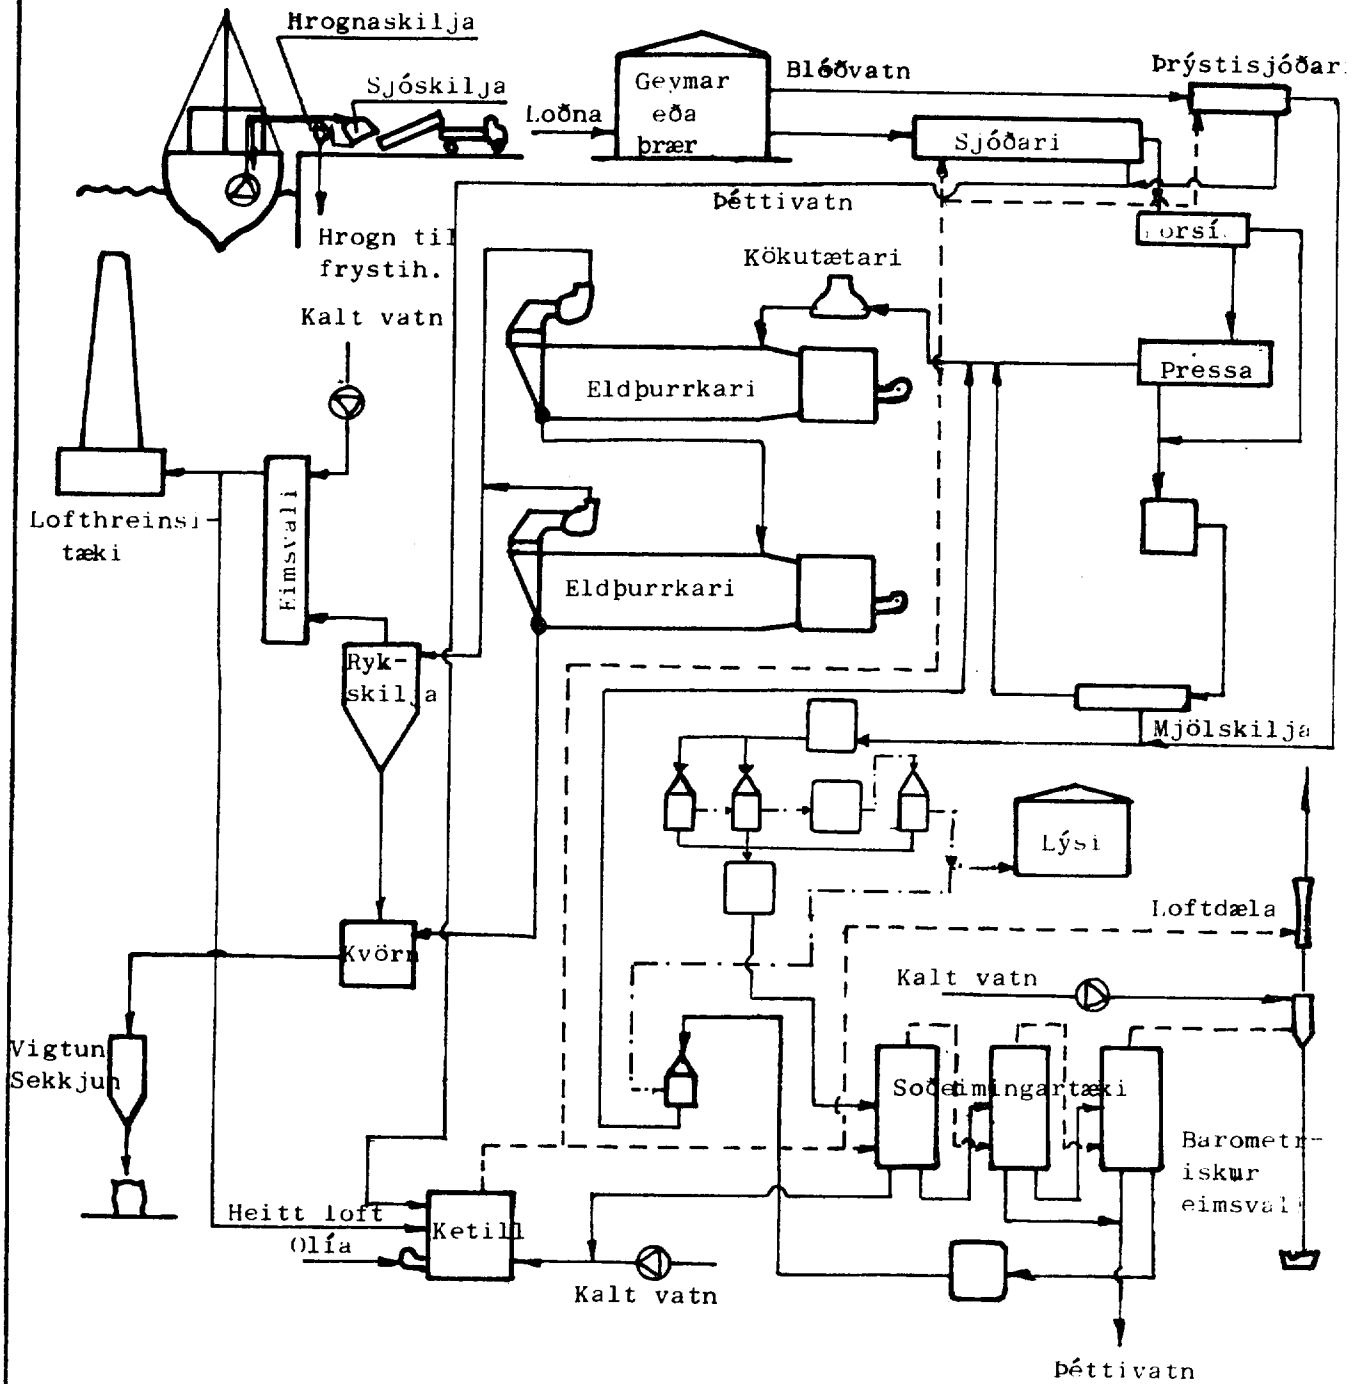 Hrognaskilja
Sjóskilja
Loðna
Geymar
eða
þrær
Blóðvatn
Þrýstisjóðari
Sjóðari
Þéttivatn
Hrogn til
frystih.
Kalt vatn
Kökutætari
Pressa
Eldþurrkari
Lofthreinsi-
tæki
Eimsvali
Eldþurrkari
Ryk-
skilja
Mjölskilja
Lýsi
Loftdæla
Kvörn
Kalt vatn
Vigtun
Sekkjun
Soðeimingartæki
Barometr-
iskur
eimsvali
Heitt loft
Olía
Ketill
Kalt vatn
Þéttivatn